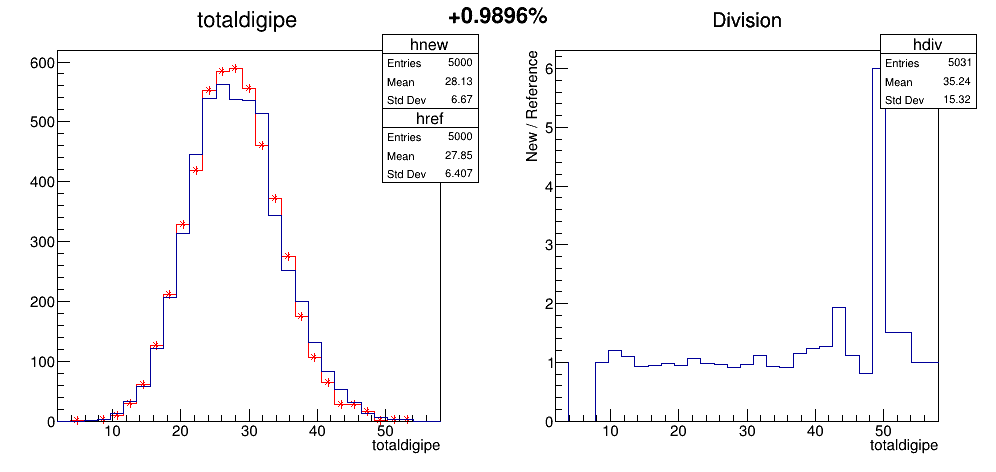 +0.9896%
totaldigipe
hnew
Entries 5000
Mean 28.13
Std Dev 6.67
href
Entries 5000
Mean 27.85
Std Dev 6.407
600
500
400
300
200
100
0
10 20 30 40 50
totaldigipe
Division
hdiv
Entries 5031
Mean 35.24
Std Dev 15.32
New / Reference
6
5
4
3
2
1
0
10 20 30 40 50
totaldigipe